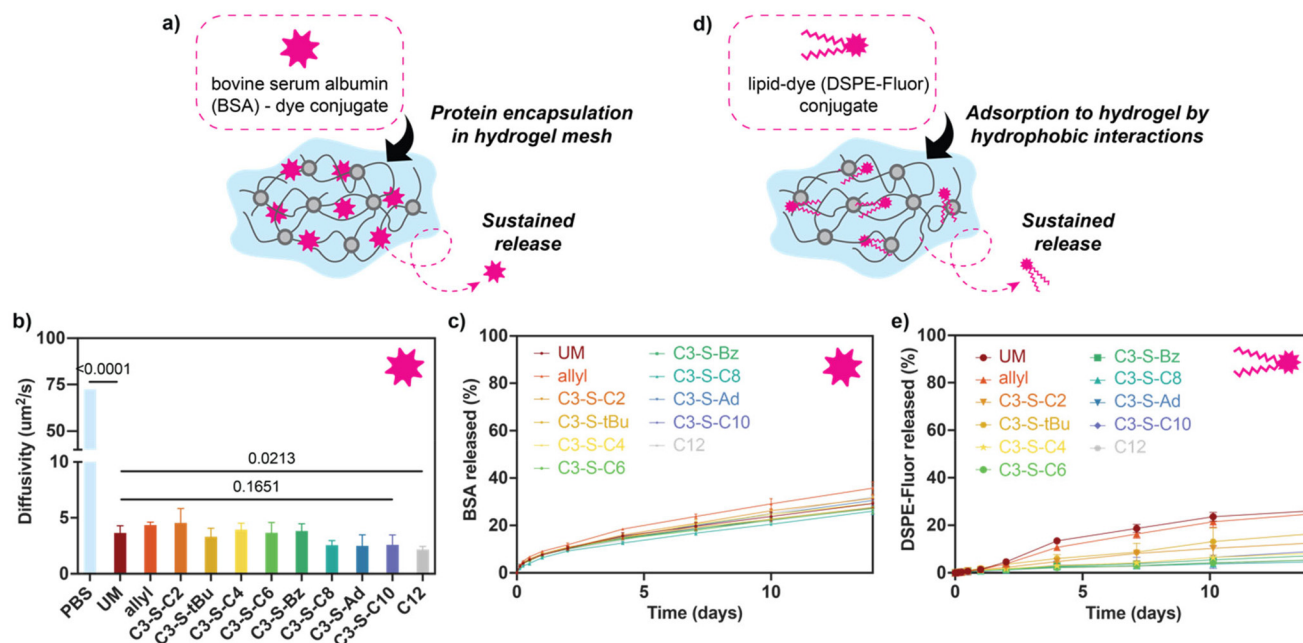 a)
bovine serum albumin
(BSA) - dye conjugate
Protein encapsulation
in hydrogel mesh
Sustained
release
d)
lipid-dye (DSPE-Fluor)
conjugate
Adsorption to hydrogel by
hydrophobic interactions
Sustained
release
b)
Diffusivity (um²/s)
100
75
50
10
5
0
<0.0001
0.0213
0.1651
PBS
UM
allyl
C3-S-C2
C3-S-tBu
C3-S-C4
C3-S-C6
C3-S-Bz
C3-S-C8
C3-S-Ad
C3-S-C10
C12
c)
BSA released (%)
100
80
60
40
20
0
UM
allyl
C3-S-C2
C3-S-tBu
C3-S-C4
C3-S-C6
C3-S-Bz
C3-S-C8
C3-S-Ad
C3-S-C10
C12
0
5
10
Time (days)
e)
DSPE-Fluor released (%)
100
80
60
40
20
0
UM
allyl
C3-S-C2
C3-S-tBu
C3-S-C4
C3-S-C6
C3-S-Bz
C3-S-C8
C3-S-Ad
C3-S-C10
C12
0
5
10
Time (days)